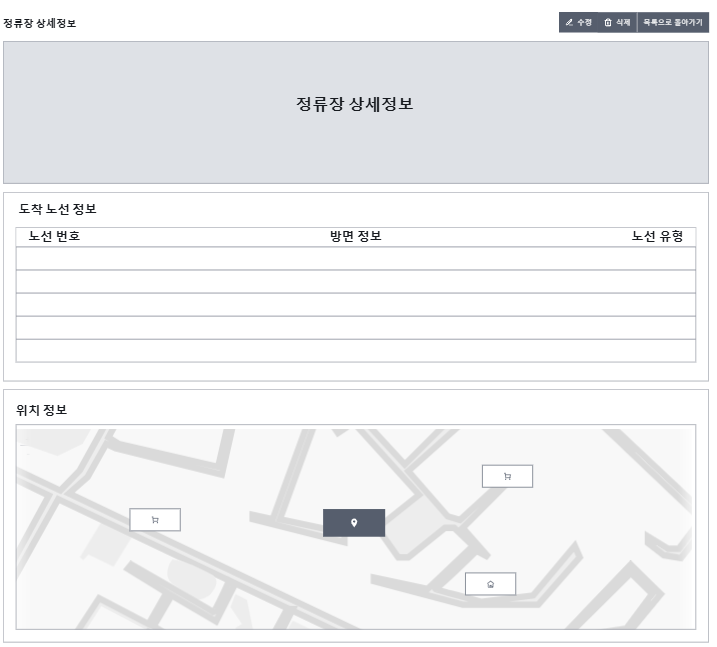 정류장 상세정보
수정 삭제 목록으로 돌아가기
정류장 상세정보
도착 노선 정보
노선 번호 방면 정보 노선 유형
위치 정보